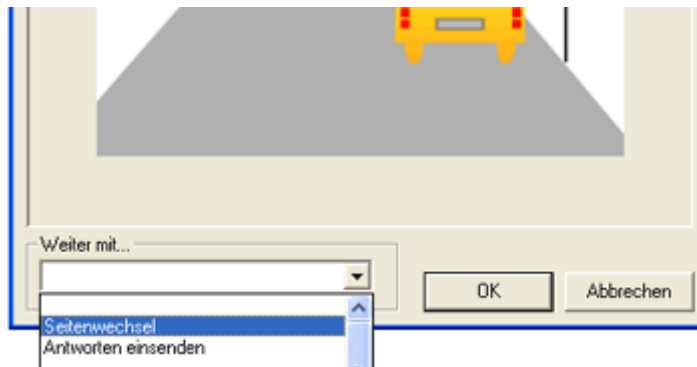 Weiter mit...
OK
Abbrechen
Seitenwechsel
Antworten einsenden